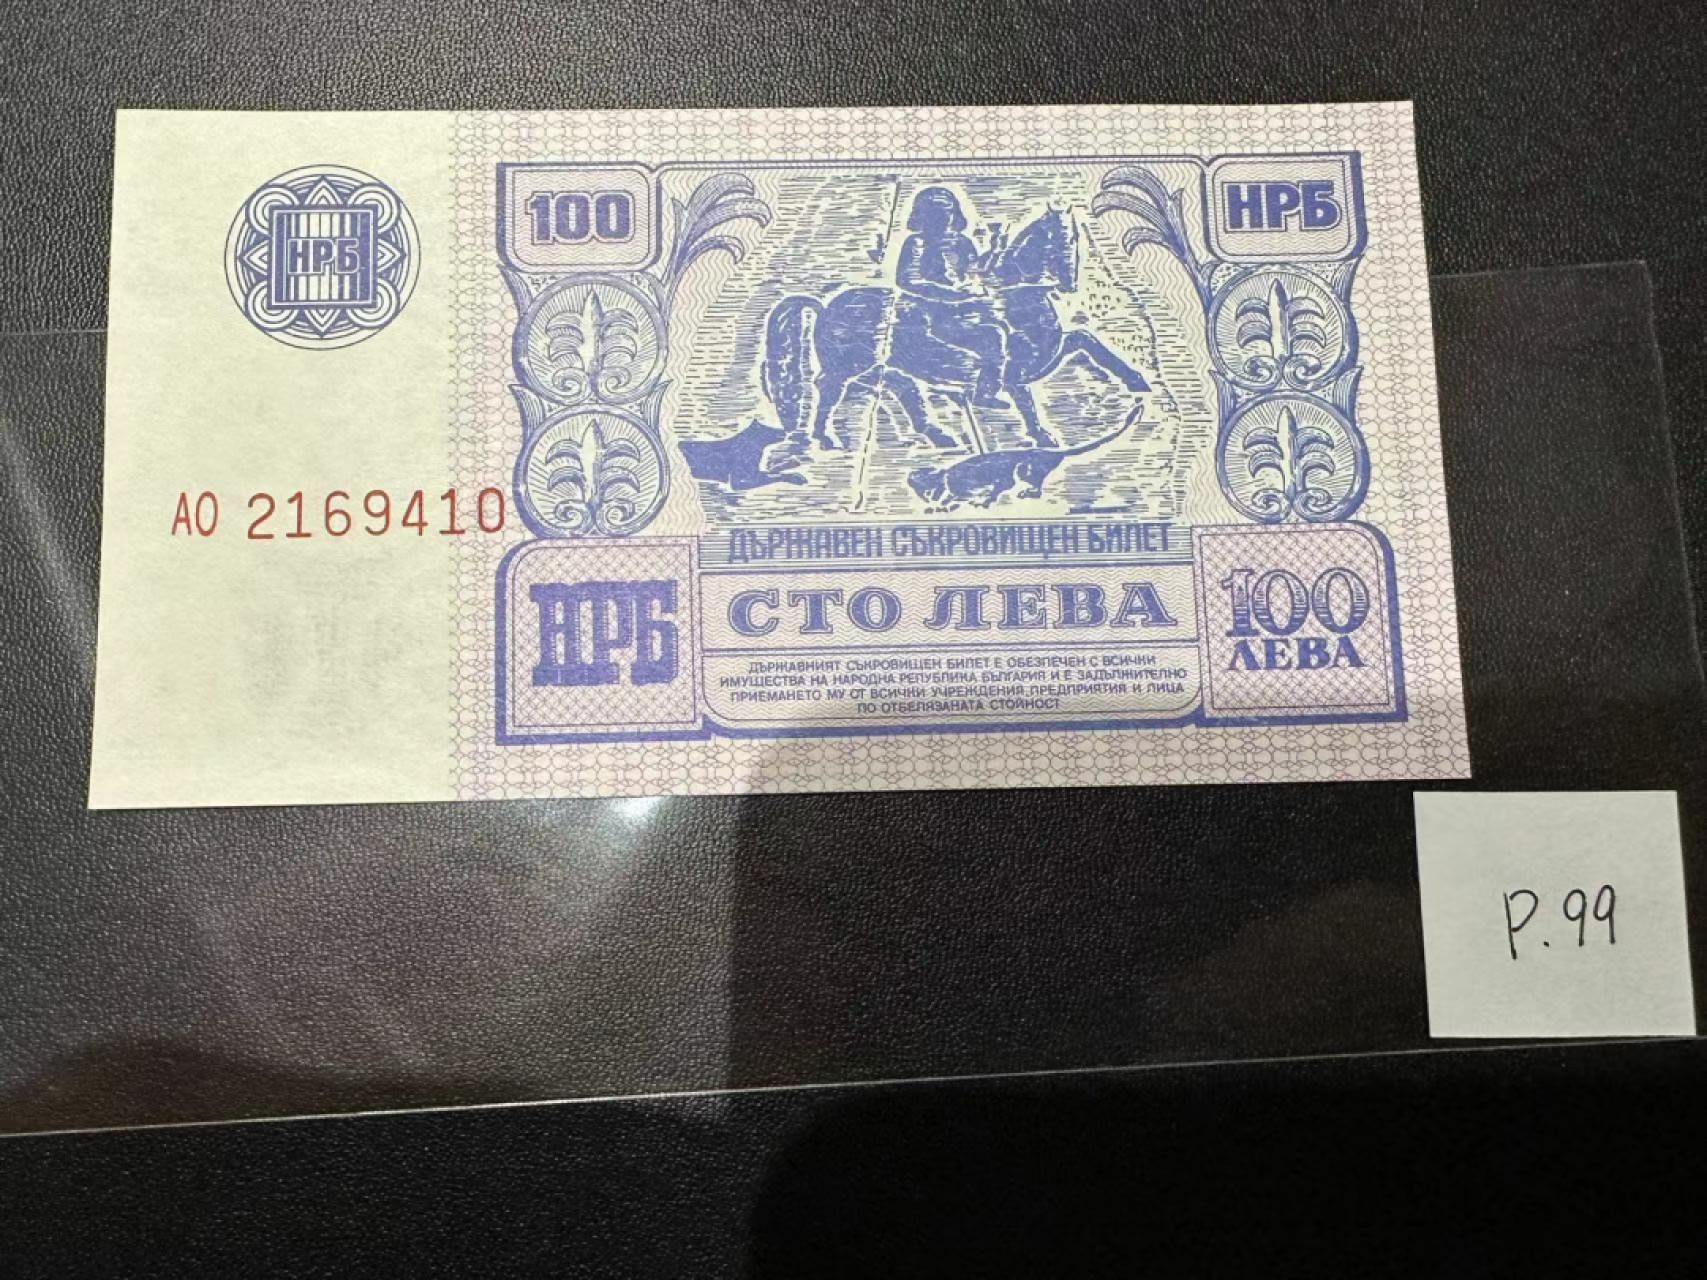 100
НРБ
НРБ
АО 2169410
ДЪРЖАВЕН СЪКРОВИЩЕН БИЛЕТ
НРБ
СТО ЛЕВА
100
ЛЕВА
ДЪРЖАВНИЯТ СЪКРОВИЩЕН БИЛЕТ Е ОБЕЗПЕЧЕН С ВСИЧКИ
ИМУЩЕСТВА НА НАРОДНА РЕПУБЛИКА БЪЛГАРИЯ И Е ЗАДЪЛЖИТЕЛНО
ПРИЕМАНЕТО МУ ОТ ВСИЧКИ УЧРЕЖДЕНИЯ, ПРЕДПРИЯТИЯ И ЛИЦА
ПО ОТБЕЛЯЗАНАТА СТОЙНОСТ
P.99